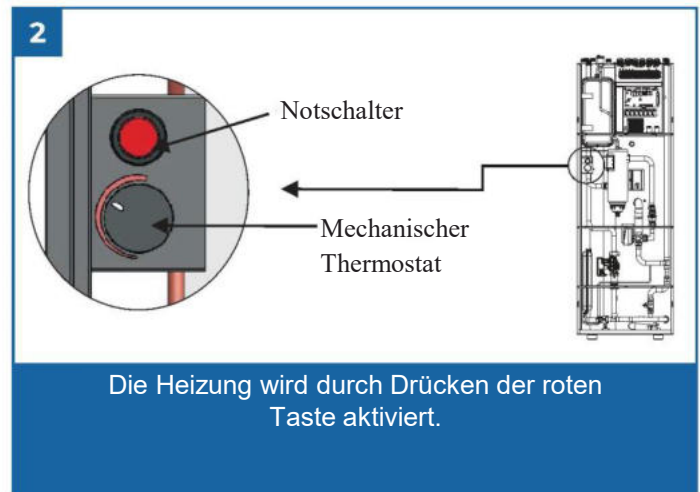 2
Notschalter
Mechanischer
Thermostat
Die Heizung wird durch Drücken der roten
Taste aktiviert.